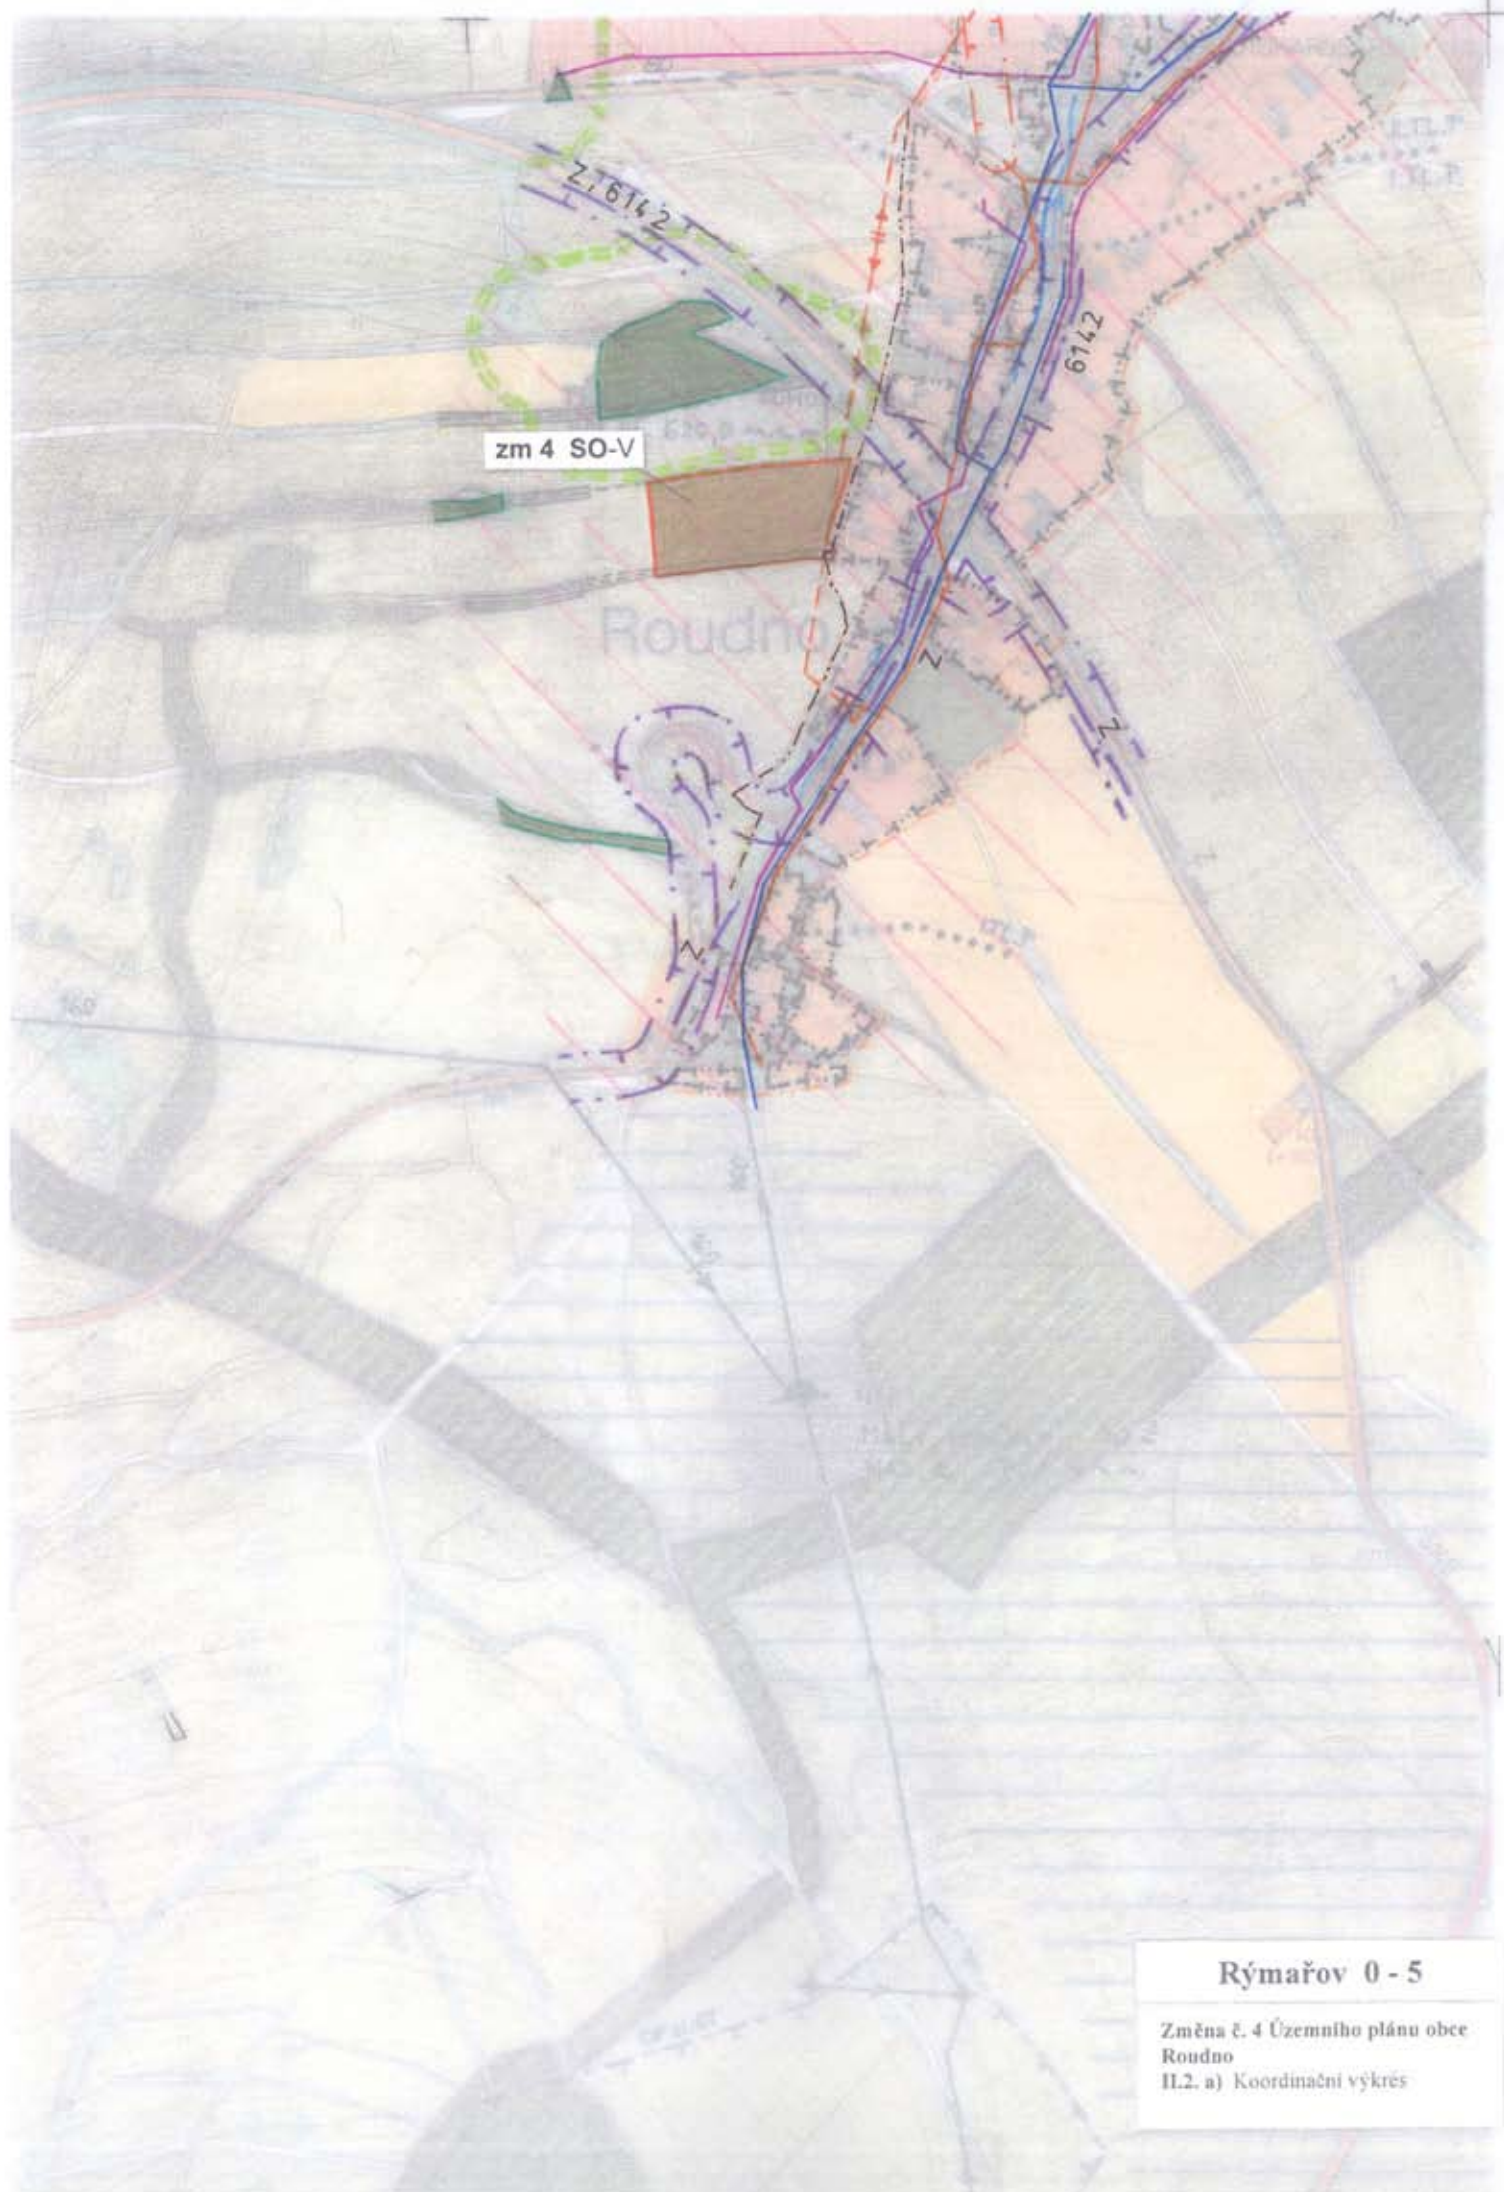 Z, 6142
6142
zm 4 SO-V
Roudno
Z
Z
Z
Rýmařov 0 - 5
Změna č. 4 Územního plánu obce
Roudno
II.2. a) Koordinační výkres